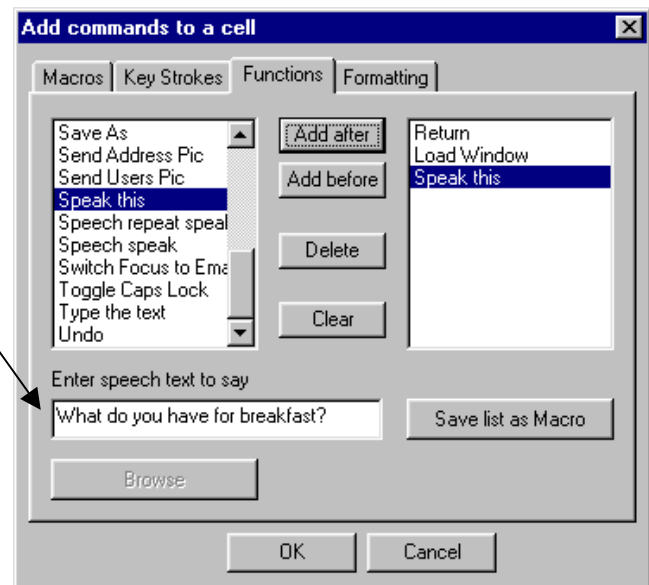 Add commands to a cell
Macros Key Strokes Functions Formatting
Save As
Send Address Pic
Send Users Pic
Speak this
Speech repeat speal
Speech speak
Switch Focus to Ema
Toggle Caps Lock
Type the text
Undo
Add after
Add before
Delete
Clear
Return
Load Window
Speak this
Enter speech text to say
What do you have for breakfast?
Save list as Macro
Browse
OK Cancel